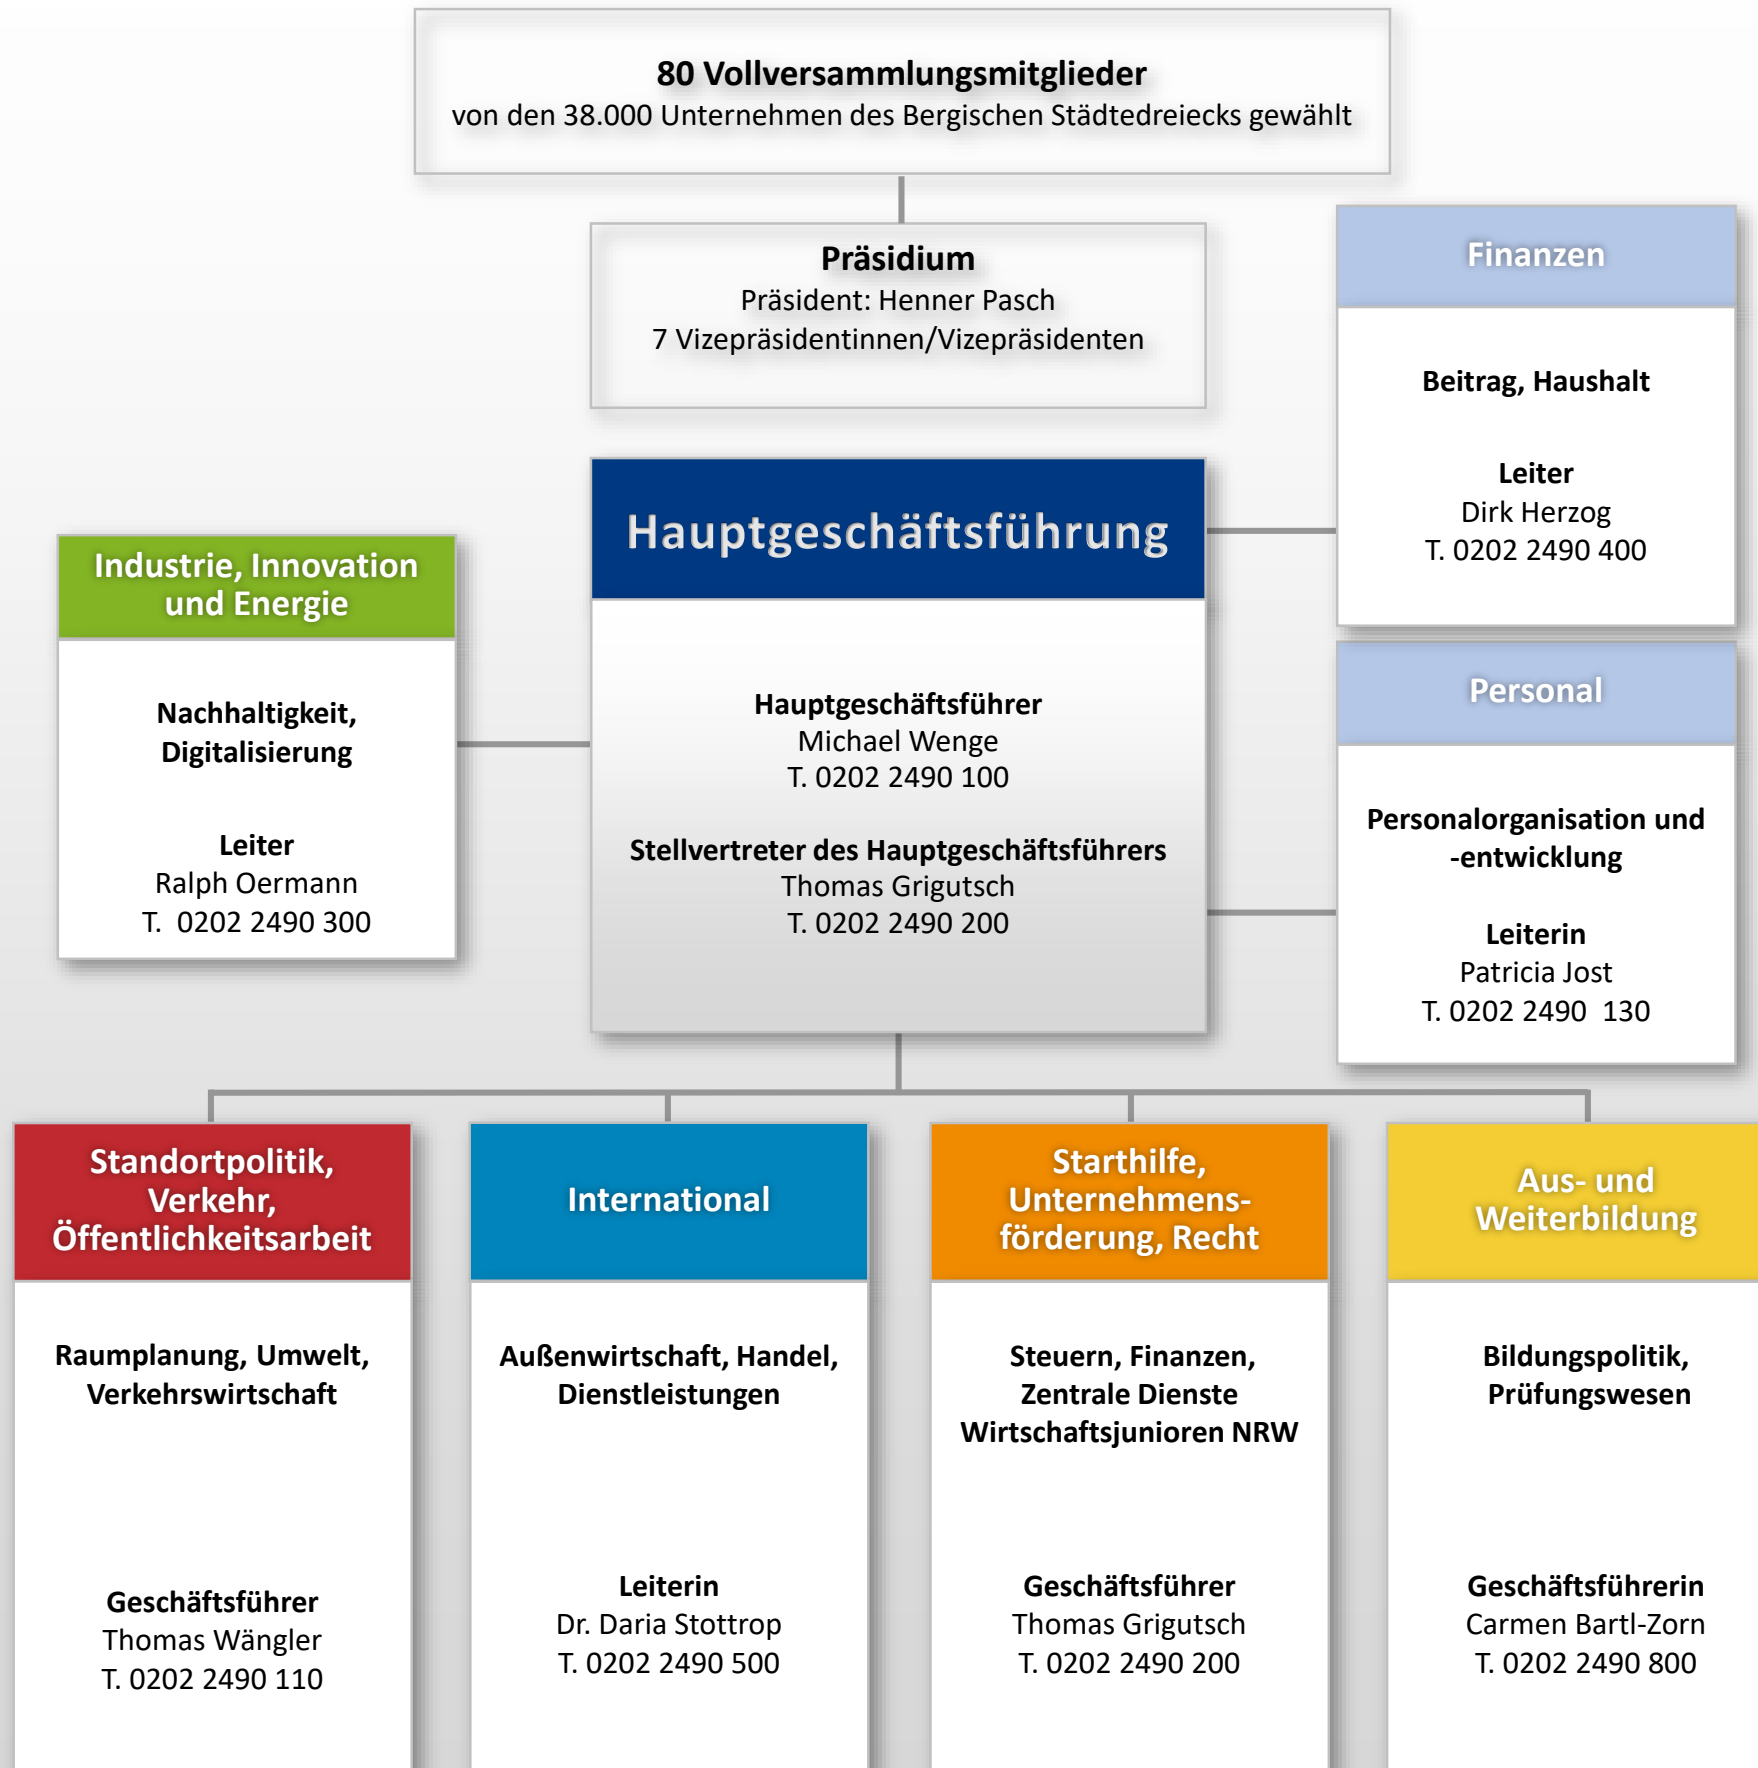 80 Vollversammlungsmitglieder
von den 38.000 Unternehmen des Bergischen Städtedreiecks gewählt
Präsidium
Präsident: Henner Pasch
7 Vizepräsidentinnen/Vizepräsidenten
Finanzen
Beitrag, Haushalt
Leiter
Dirk Herzog
T. 0202 2490 400
Hauptgeschäftsführung
Hauptgeschäftsführer
Michael Wenge
T. 0202 2490 100
Stellvertreter des Hauptgeschäftsführers
Thomas Grigutsch
T. 0202 2490 200
Industrie, Innovation
und Energie
Nachhaltigkeit,
Digitalisierung
Leiter
Ralph Oermann
T.  0202 2490 300
Personal
Personalorganisation und
-entwicklung
Leiterin
Patricia Jost
T. 0202 2490  130
Standortpolitik,
Verkehr,
Öffentlichkeitsarbeit
Raumplanung, Umwelt,
Verkehrswirtschaft
Geschäftsführer
Thomas Wängler
T. 0202 2490 110
International
Außenwirtschaft, Handel,
Dienstleistungen
Leiterin
Dr. Daria Stottrop
T. 0202 2490 500
Starthilfe,
Unternehmens-
förderung, Recht
Steuern, Finanzen,
Zentrale Dienste
Wirtschaftsjunioren NRW
Geschäftsführer
Thomas Grigutsch
T. 0202 2490 200
Aus- und
Weiterbildung
Bildungspolitik,
Prüfungswesen
Geschäftsführerin
Carmen Bartl-Zorn
T. 0202 2490 800